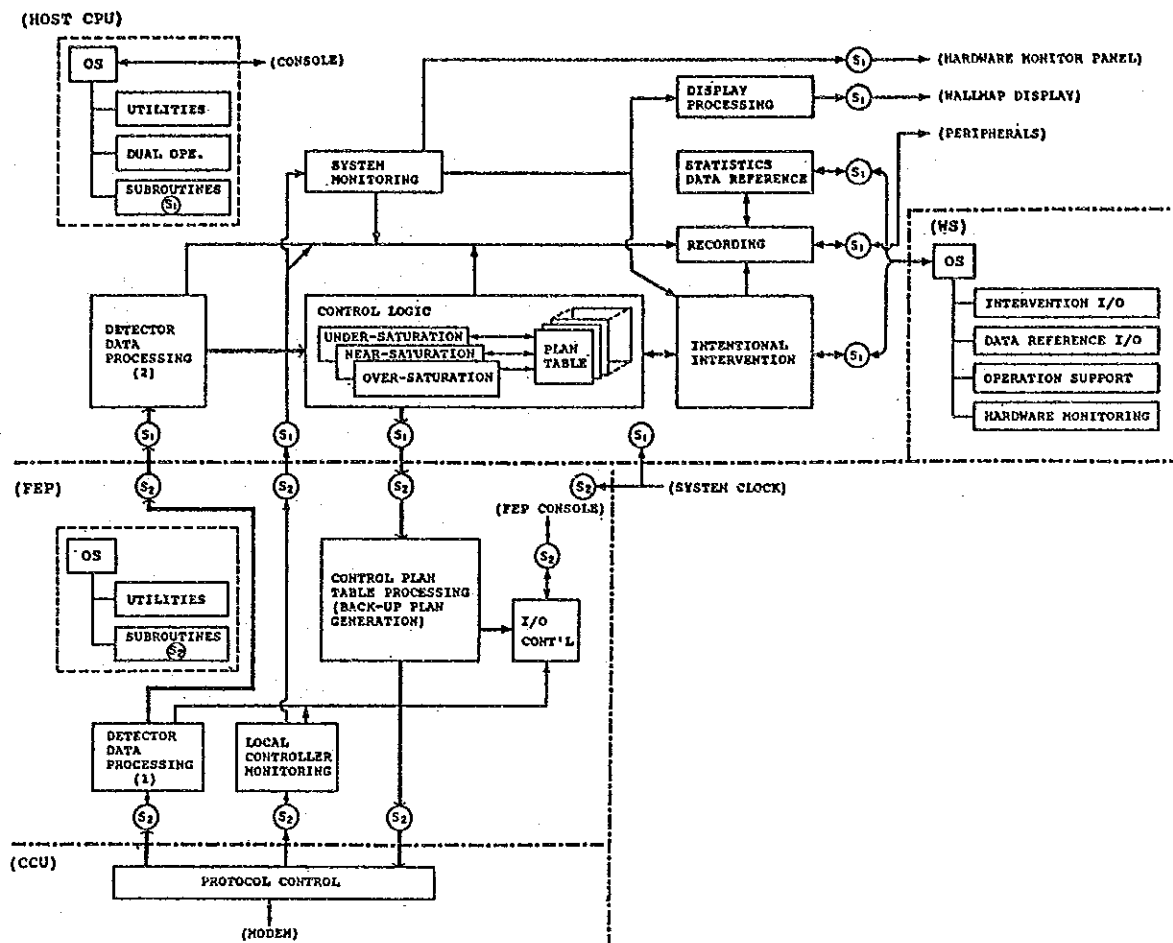 (HOST CPU)
OS
(CONSOLE)
UTILITIES
DUAL OPE.
SUBROUTINES
S1
S1
(HARDWARE MONITOR PANEL)
DISPLAY
PROCESSING
S1
(WALLMAP DISPLAY)
(PERIPHERALS)
SYSTEM
MONITORING
STATISTICS
DATA REFERENCE
S1
RECORDING
S1
(WS)
OS
INTERVENTION I/O
DATA REFERENCE I/O
OPERATION SUPPORT
HARDWARE MONITORING
DETECTOR
DATA
PROCESSING
(2)
CONTROL LOGIC
UNDER-SATURATION
NEAR-SATURATION
OVER-SATURATION
PLAN
TABLE
INTENTIONAL
INTERVENTION
S1
S1
S1
S1
S1
(FEP)
S2
S2
S2
S2
(SYSTEM CLOCK)
(FEP CONSOLE)
S2
OS
UTILITIES
SUBROUTINES
S2
CONTROL PLAN
TABLE PROCESSING
(BACK-UP PLAN
GENERATION)
I/O
CONT'L
DETECTOR
DATA
PROCESSING
(1)
LOCAL
CONTROLLER
MONITORING
S2
S2
S2
(CCU)
PROTOCOL CONTROL
(MODEM)